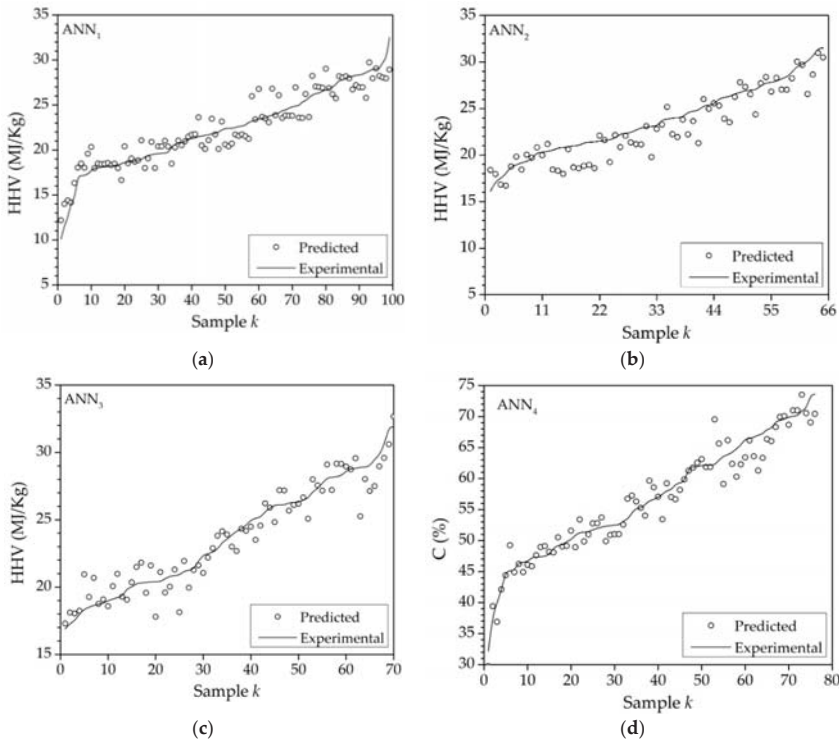 ANN1
HHV (MJ/Kg)
35
30
25
20
15
10
5
Predicted
Experimental
0 10 20 30 40 50 60 70 80 90 100
Sample k
(a)
ANN2
HHV (MJ/Kg)
35
30
25
20
15
10
5
0
Predicted
Experimental
0 11 22 33 44 55 66
Sample k
(b)
ANN3
HHV (MJ/Kg)
35
30
25
20
15
Predicted
Experimental
0 10 20 30 40 50 60 70
Sample k
(c)
ANN4
C (%)
75
70
65
60
55
50
45
40
35
30
Predicted
Experimental
0 10 20 30 40 50 60 70 80
Sample k
(d)